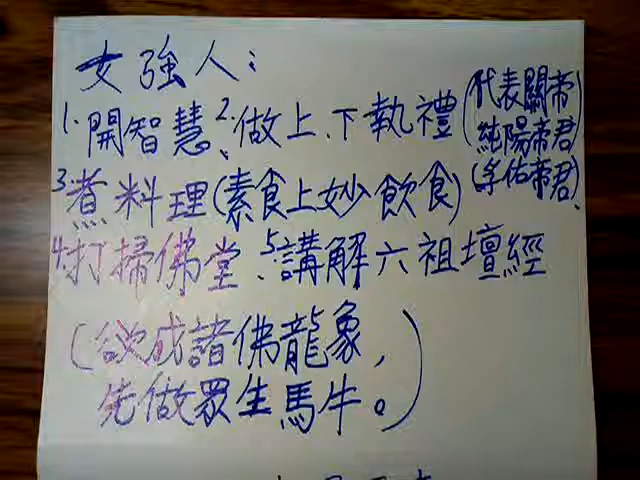 女強人：
1.開智慧、2.做上、下執禮(代表關帝
純陽帝君
孚佑帝君)、
3.煮料理(素食上妙飲食)
4.打掃佛堂、5.講解六祖壇經
(欲成諸佛龍象，
先做眾生馬牛。)